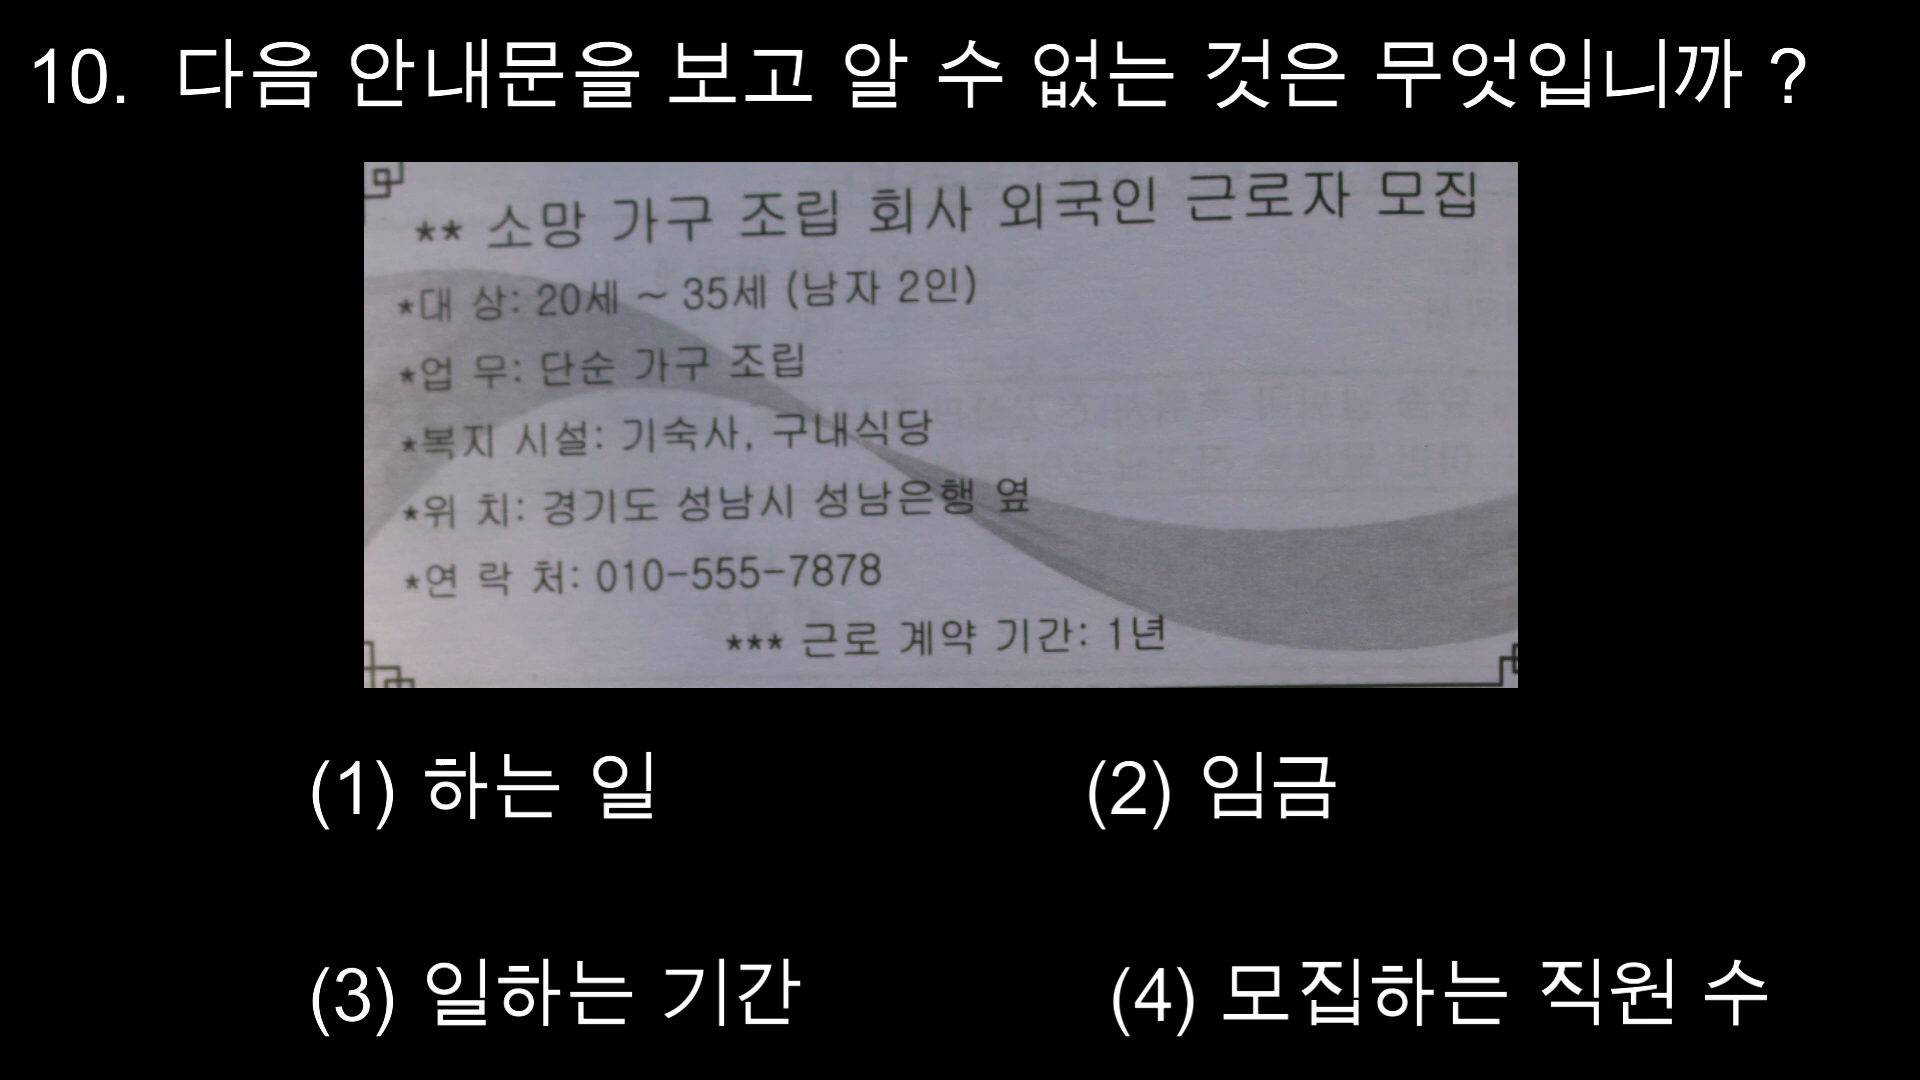 10. 다음 안내문을 보고 알 수 없는 것은 무엇입니까 ?
** 소망 가구 조립 회사 외국인 근로자 모집
*대 상: 20세 ~ 35세 (남자 2인)
*업 무: 단순 가구 조립
*복지 시설: 기숙사, 구내식당
*위 치: 경기도 성남시 성남은행 옆
*연 락 처: 010-555-7878
*** 근로 계약 기간: 1년
(1) 하는 일
(2) 임금
(3) 일하는 기간
(4) 모집하는 직원 수